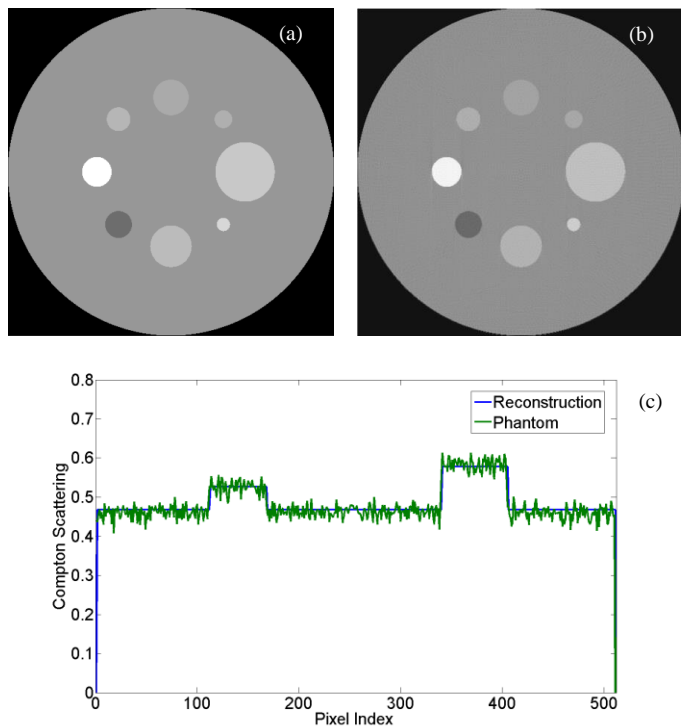 (a)
(b)
(c)
Reconstruction
Phantom
Compton Scattering
0.8
0.7
0.6
0.5
0.4
0.3
0.2
0.1
0
0 100 200 300 400 500
Pixel Index